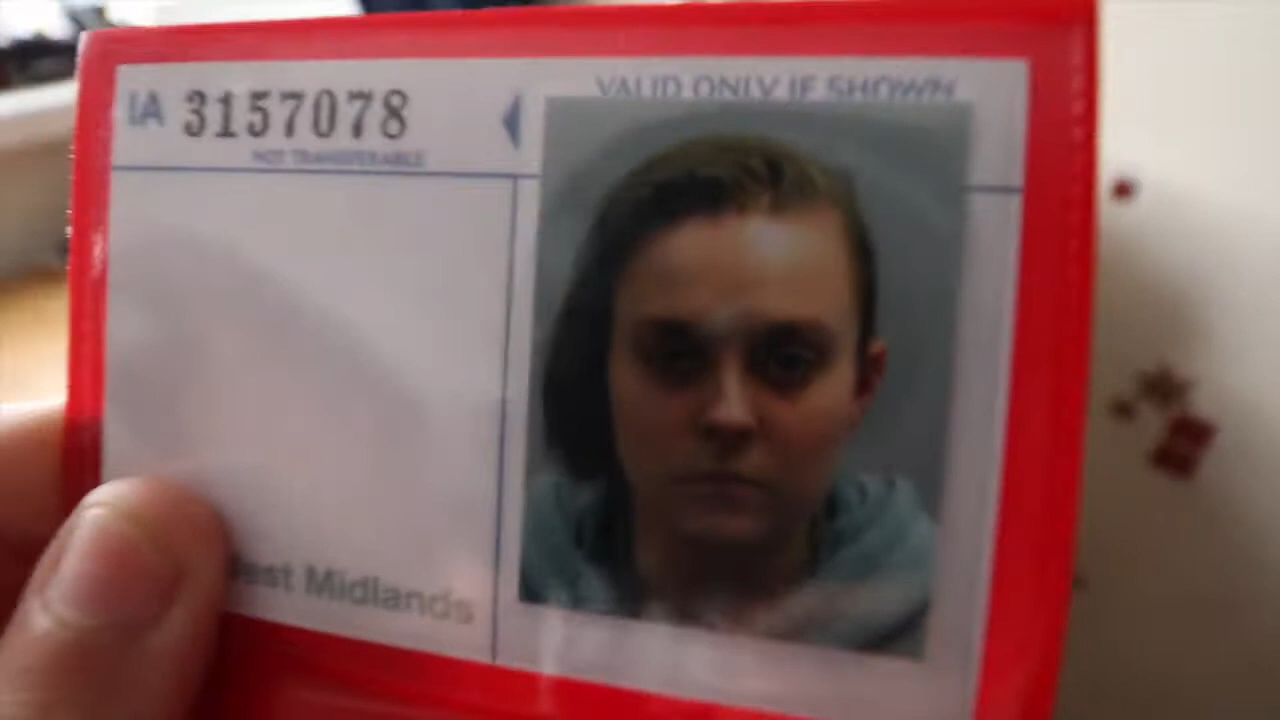 IA 3157078
NOT TRANSFERABLE
VALID ONLY IF SHOWN
Midlands